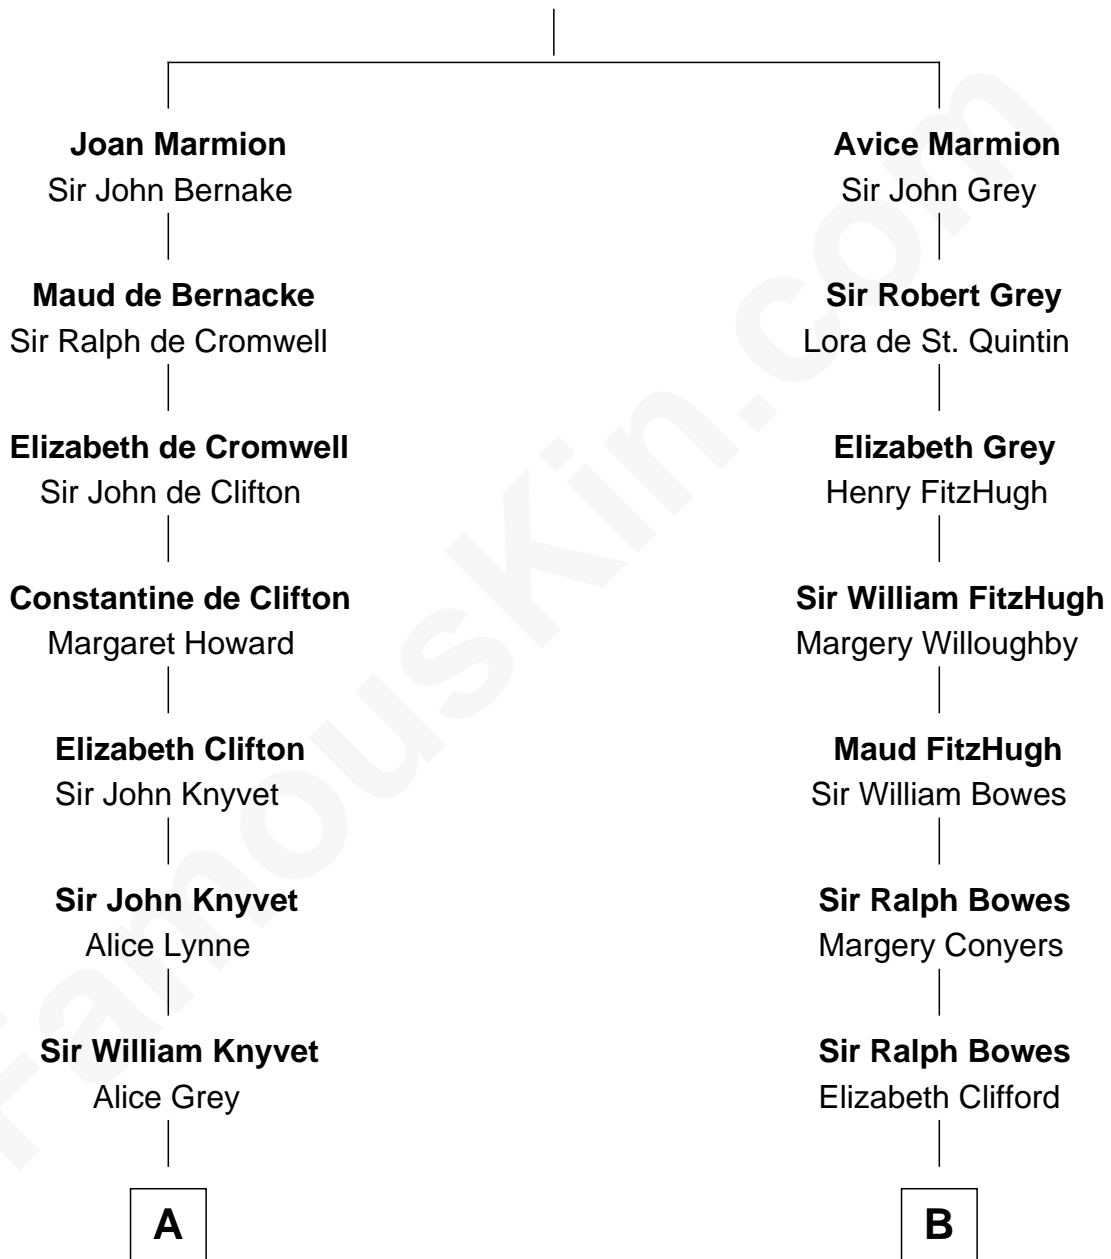 Joan Marmion
Sir John Bernake
Maud de Bernacke
Sir Ralph de Cromwell
Elizabeth de Cromwell
Sir John de Clifton
Constantine de Clifton
Margaret Howard
Elizabeth Clifton
Sir John Knyvet
Sir John Knyvet
Alice Lynne
Sir William Knyvet
Alice Grey
A
Avice Marmion
Sir John Grey
Sir Robert Grey
Lora de St. Quintin
Elizabeth Grey
Henry FitzHugh
Sir William FitzHugh
Margery Willoughby
Maud FitzHugh
Sir William Bowes
Sir Ralph Bowes
Margery Conyers
Sir Ralph Bowes
Elizabeth Clifford
B
FamousKin.com